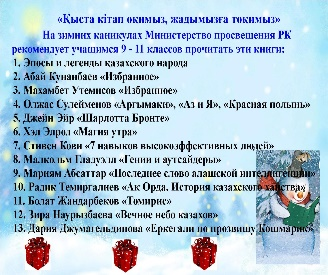 «Қыста кітап оқимыз, жадымызға тоқимыз»
На зимних каникулах Министерство просвещения РК
рекомендует учащимся 9 - 11 классов прочитать эти книги:
1. Эпосы и легенды казахского народа
2. Абай Кунанбаев «Избранное»
3. Махамбет Утемисов «Избранное»
4. Олжас Сулейменов «Аргымаки», «Аз и Я», «Красная полынь»
5. Джейн Эйр «Шарлотта Бронте»
6. Хэл Элрод «Магия утра»
7. Стивен Кови «7 навыков высокоэффективных людей»
8. Малкольм Гладуэлл «Гении и аутсайдеры»
9. Мариям Абсаттар «Последнее слово алашской интеллигенции»
10. Радик Темиргалиев «Ак Орда. История казахского ханства»
11. Болат Жандарбеков «Томирис»
12. Зира Наурызбаева «Вечное небо казахов»
13. Дария Джумагельдинова «Еркегали по прозвищу Кошмарик»